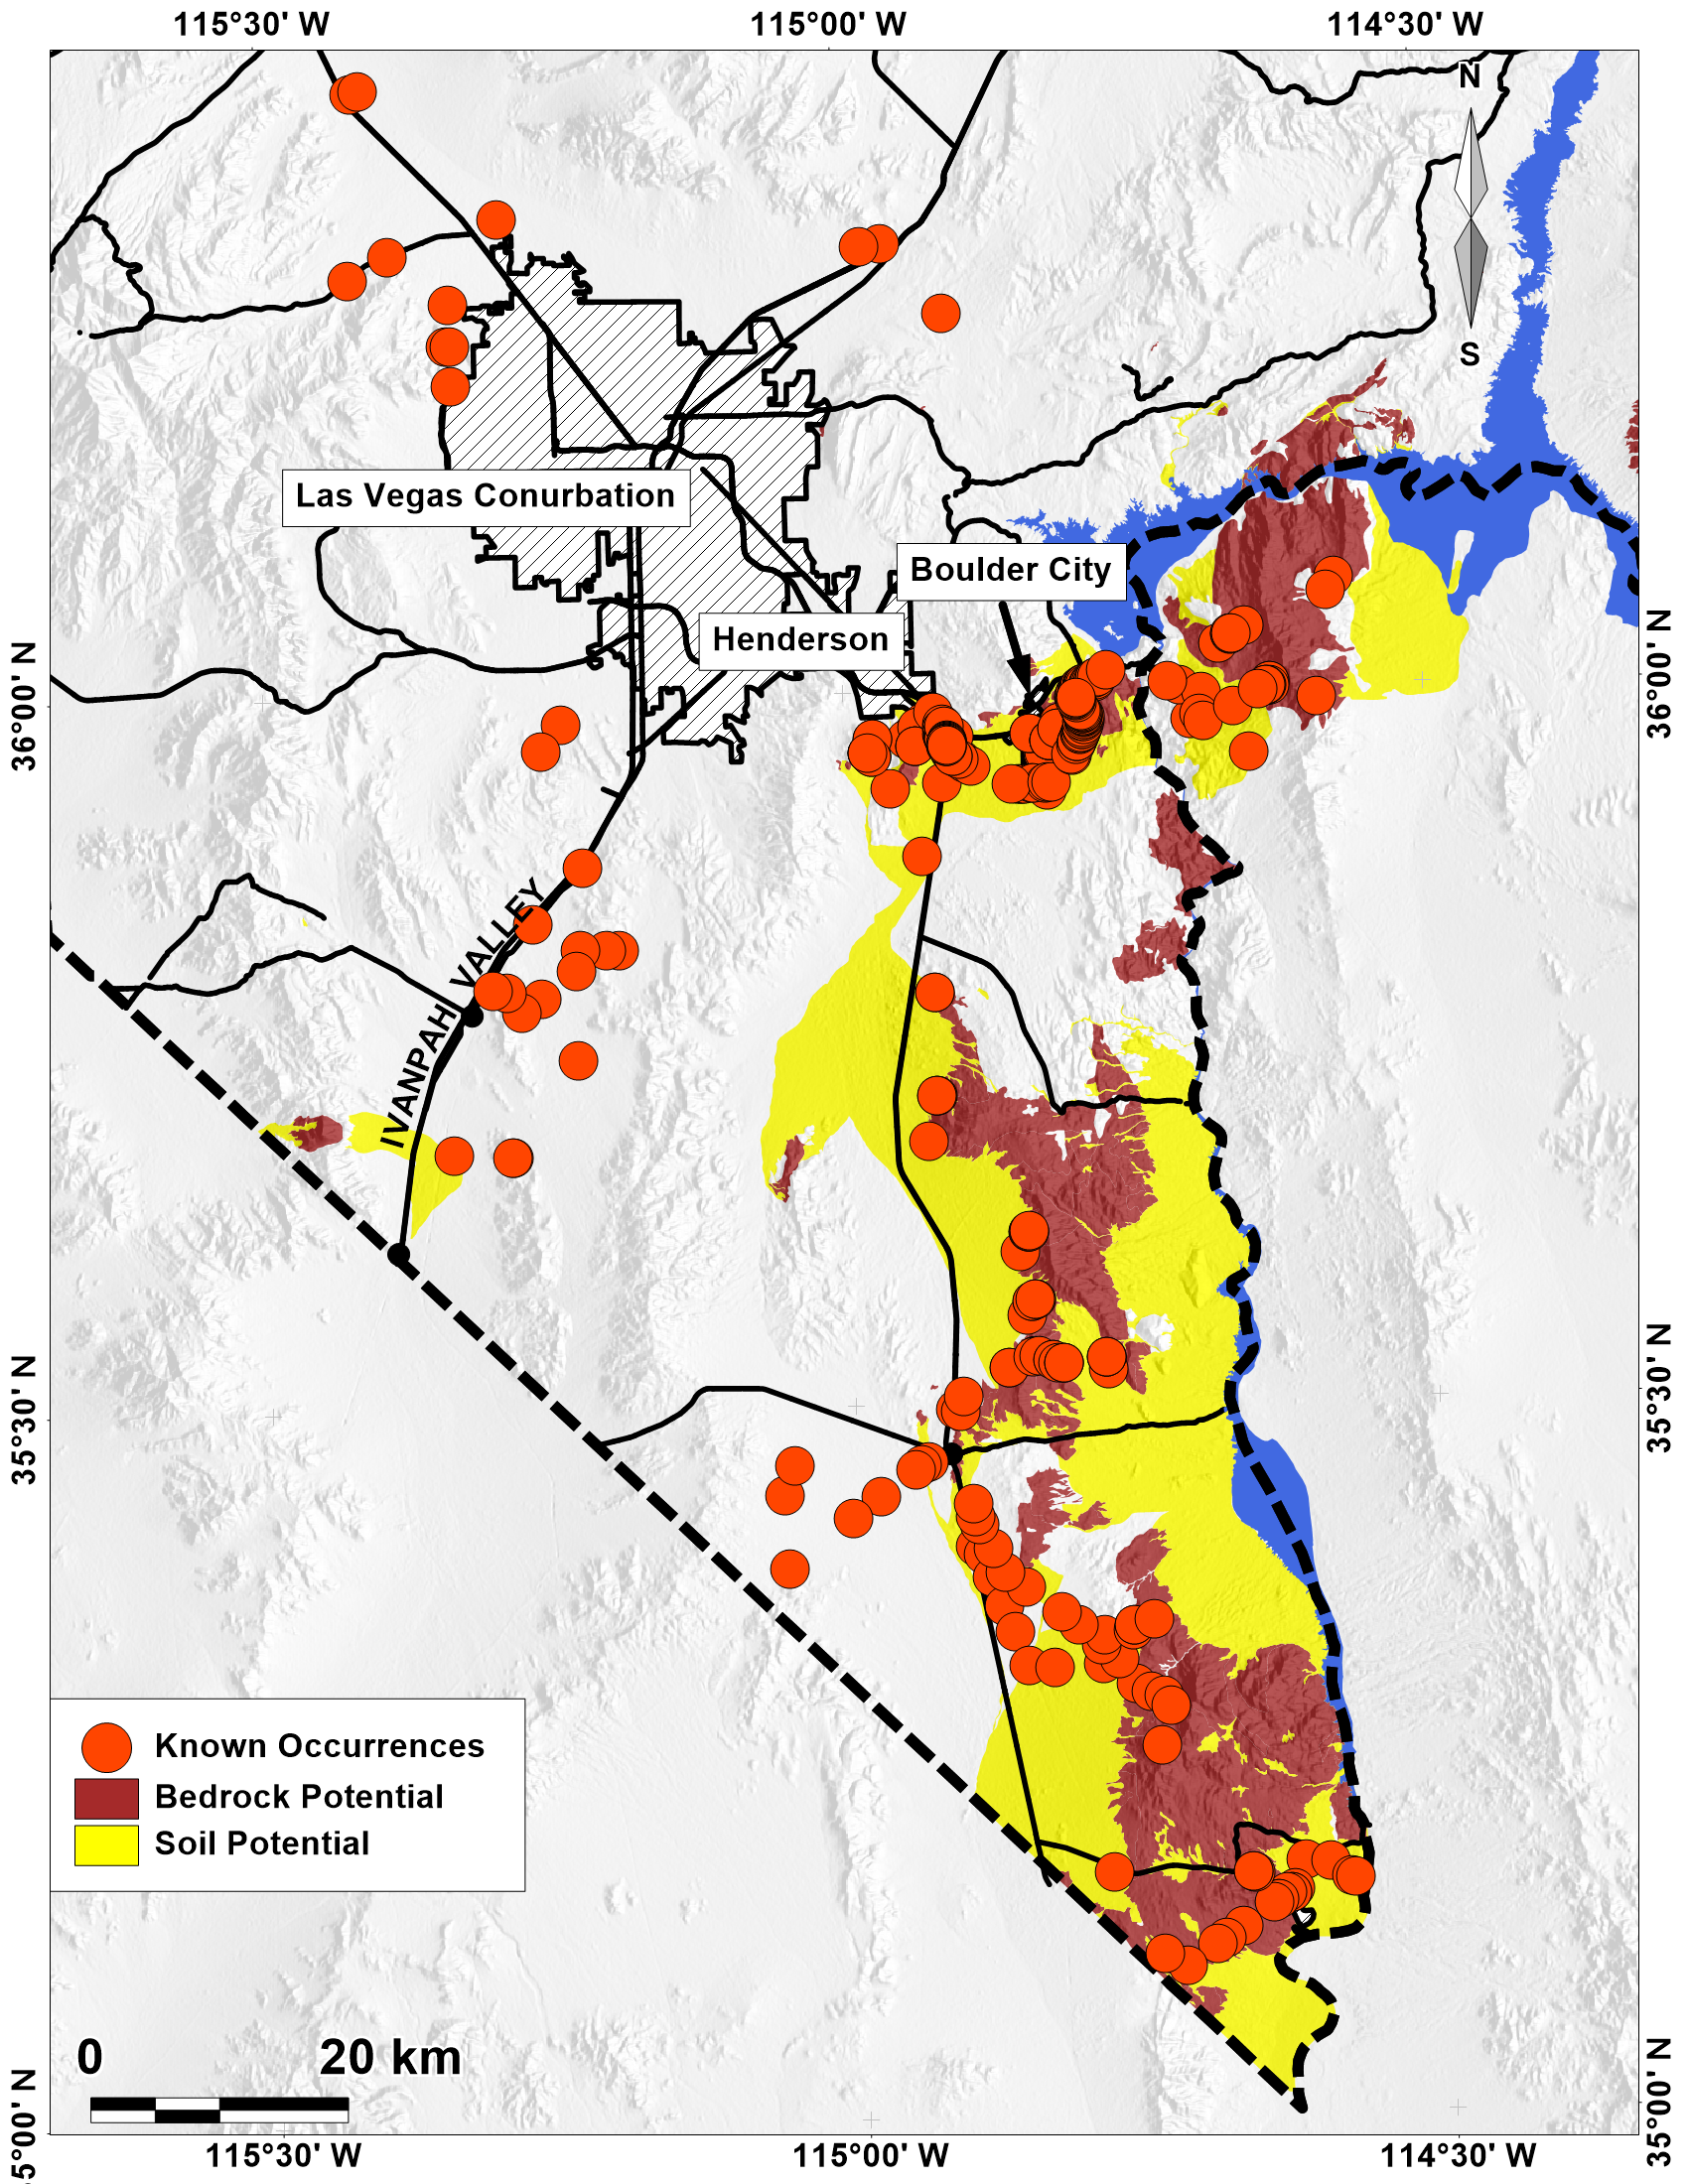 115°30' W 115°00' W 114°30' W
N
S
Las Vegas Conurbation
Boulder City
Henderson
36°00' N 36°00' N
IVANPAH VALLEY
35°30' N 35°30' N
Known Occurrences
Bedrock Potential
Soil Potential
0 20 km
35°00' N 35°00' N
115°30' W 115°00' W 114°30' W